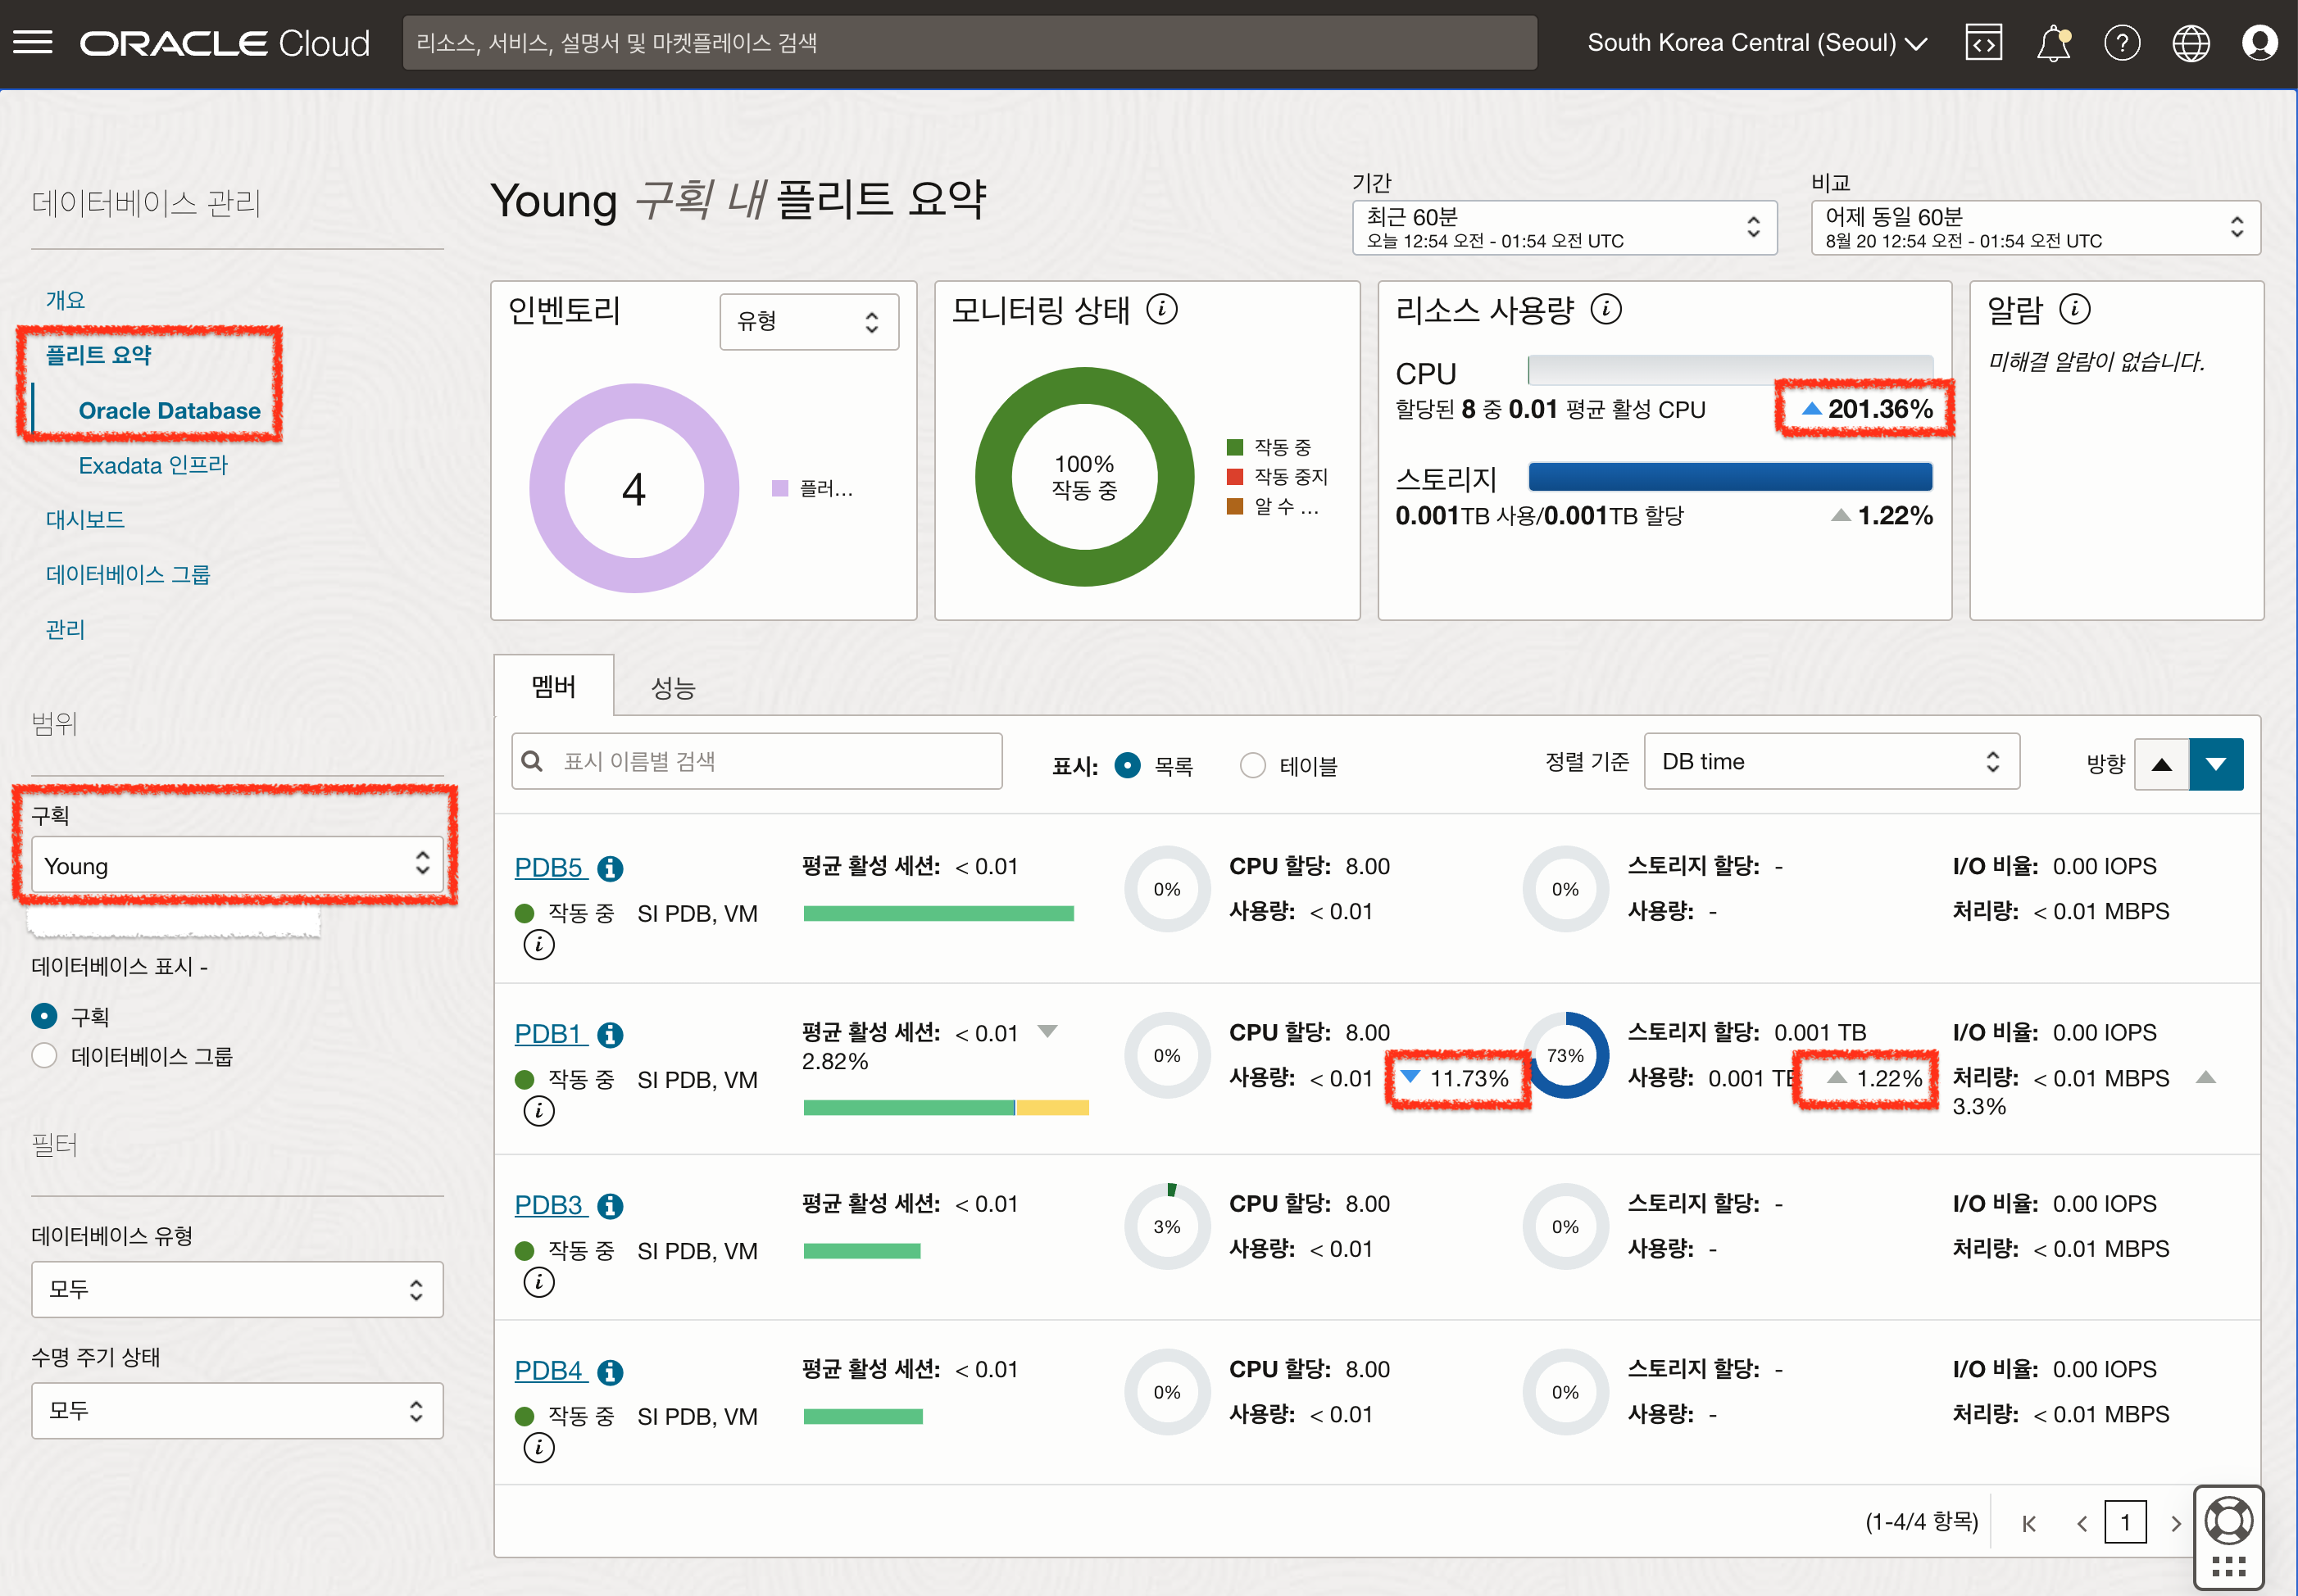 ORACLE Cloud
리소스, 서비스, 설명서 및 마켓플레이스 검색
South Korea Central (Seoul)
데이터베이스 관리
개요
플리트 요약
Oracle Database
Exadata 인프라
대시보드
데이터베이스 그룹
관리
범위
구획
Young
데이터베이스 표시 -
구획
데이터베이스 그룹
필터
데이터베이스 유형
모두
수명 주기 상태
모두
Young 구획 내 플리트 요약
기간
최근 60분
오늘 12:54 오전 - 01:54 오전 UTC
비교
어제 동일 60분
8월 20 12:54 오전 - 01:54 오전 UTC
인벤토리
유형
4
플러...
모니터링 상태
100%
작동 중
작동 중
작동 중지
알 수 ...
리소스 사용량
CPU
할당된 8 중 0.01 평균 활성 CPU
201.36%
스토리지
0.001TB 사용/0.001TB 할당
1.22%
알람
미해결 알람이 없습니다.
멤버
성능
표시 이름별 검색
표시: 목록 테이블
정렬 기준
DB time
방향
PDB5
작동 중 SI PDB, VM
평균 활성 세션: < 0.01
0%
CPU 할당: 8.00
사용량: < 0.01
0%
스토리지 할당: -
사용량: -
I/O 비율: 0.00 IOPS
처리량: < 0.01 MBPS
PDB1
작동 중 SI PDB, VM
평균 활성 세션: < 0.01
2.82%
0%
CPU 할당: 8.00
사용량: < 0.01 11.73%
73%
스토리지 할당: 0.001 TB
사용량: 0.001 TB 1.22%
I/O 비율: 0.00 IOPS
처리량: < 0.01 MBPS
3.3%
PDB3
작동 중 SI PDB, VM
평균 활성 세션: < 0.01
3%
CPU 할당: 8.00
사용량: < 0.01
0%
스토리지 할당: -
사용량: -
I/O 비율: 0.00 IOPS
처리량: < 0.01 MBPS
PDB4
작동 중 SI PDB, VM
평균 활성 세션: < 0.01
0%
CPU 할당: 8.00
사용량: < 0.01
0%
스토리지 할당: -
사용량: -
I/O 비율: 0.00 IOPS
처리량: < 0.01 MBPS
(1-4/4 항목)
1